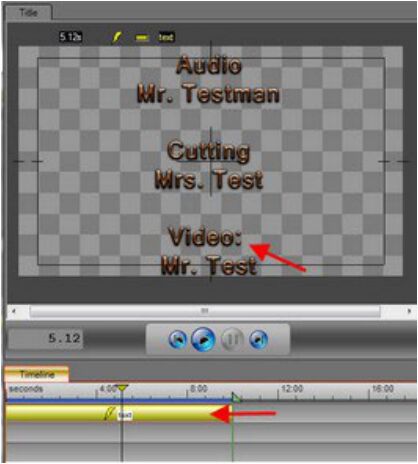 Title
5.12s text
Audio
Mr. Testman
Cutting
Mrs. Test
Video:
Mr. Test
5.12
Timeline
seconds 4:00 8:00 12:00 16:00
text